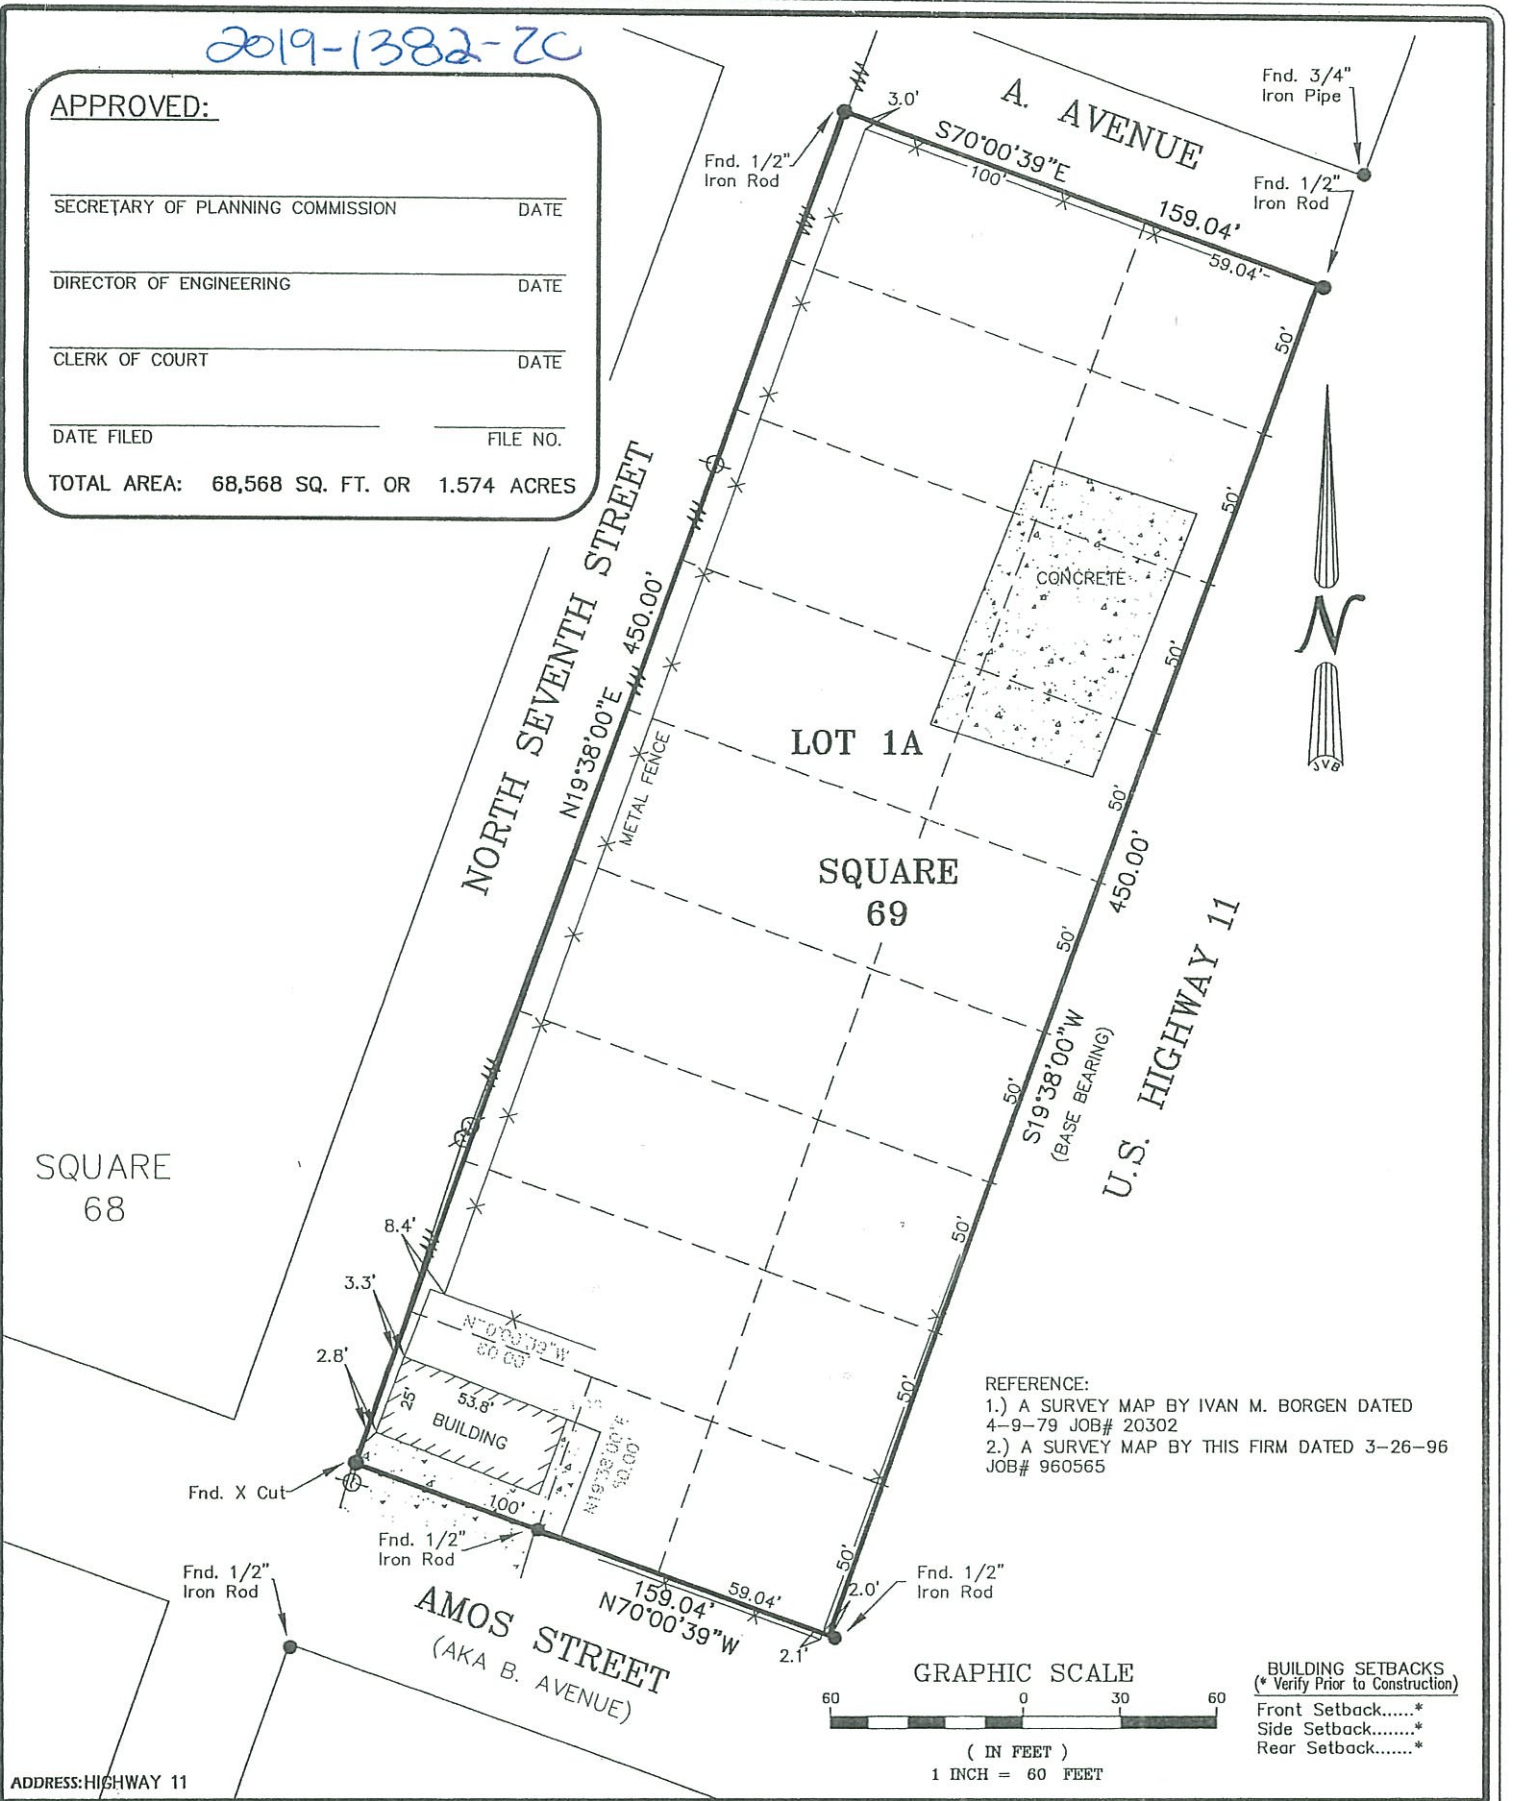 2019-1382-ZC
APPROVED:
SECRETARY OF PLANNING COMMISSION DATE
DIRECTOR OF ENGINEERING DATE
CLERK OF COURT DATE
DATE FILED FILE NO.
TOTAL AREA: 68,568 SQ. FT. OR 1.574 ACRES
A. AVENUE
Fnd. 3/4"
Iron Pipe
3.0'
Fnd. 1/2"
Iron Rod
S70°00'39"E
159.04'
100'
59.04'
Fnd. 1/2"
Iron Rod
50'
50'
50'
50'
50'
50'
50'
50'
50'
NORTH SEVENTH STREET
N19°38'00"E 450.00'
METAL FENCE
CONCRETE
LOT 1A
SQUARE
69
N
JVB
450.00'
S19°38'00"W
(BASE BEARING)
U.S. HIGHWAY 11
SQUARE
68
8.4'
3.3'
2.8'
25'
53.8'
BUILDING
N19°38'00"E
Fnd. X Cut
100'
Fnd. 1/2"
Iron Rod
Fnd. 1/2"
Iron Rod
159.04'
59.04'
N70°00'39"W
2.0'
2.1'
Fnd. 1/2"
Iron Rod
AMOS STREET
(AKA B. AVENUE)
REFERENCE:
1.) A SURVEY MAP BY IVAN M. BORGEN DATED
4-9-79 JOB# 20302
2.) A SURVEY MAP BY THIS FIRM DATED 3-26-96
JOB# 960565
GRAPHIC SCALE
60 0 30 60
( IN FEET )
1 INCH = 60 FEET
BUILDING SETBACKS
(* Verify Prior to Construction)
Front Setback......*
Side Setback........*
Rear Setback.......*
ADDRESS: HIGHWAY 11